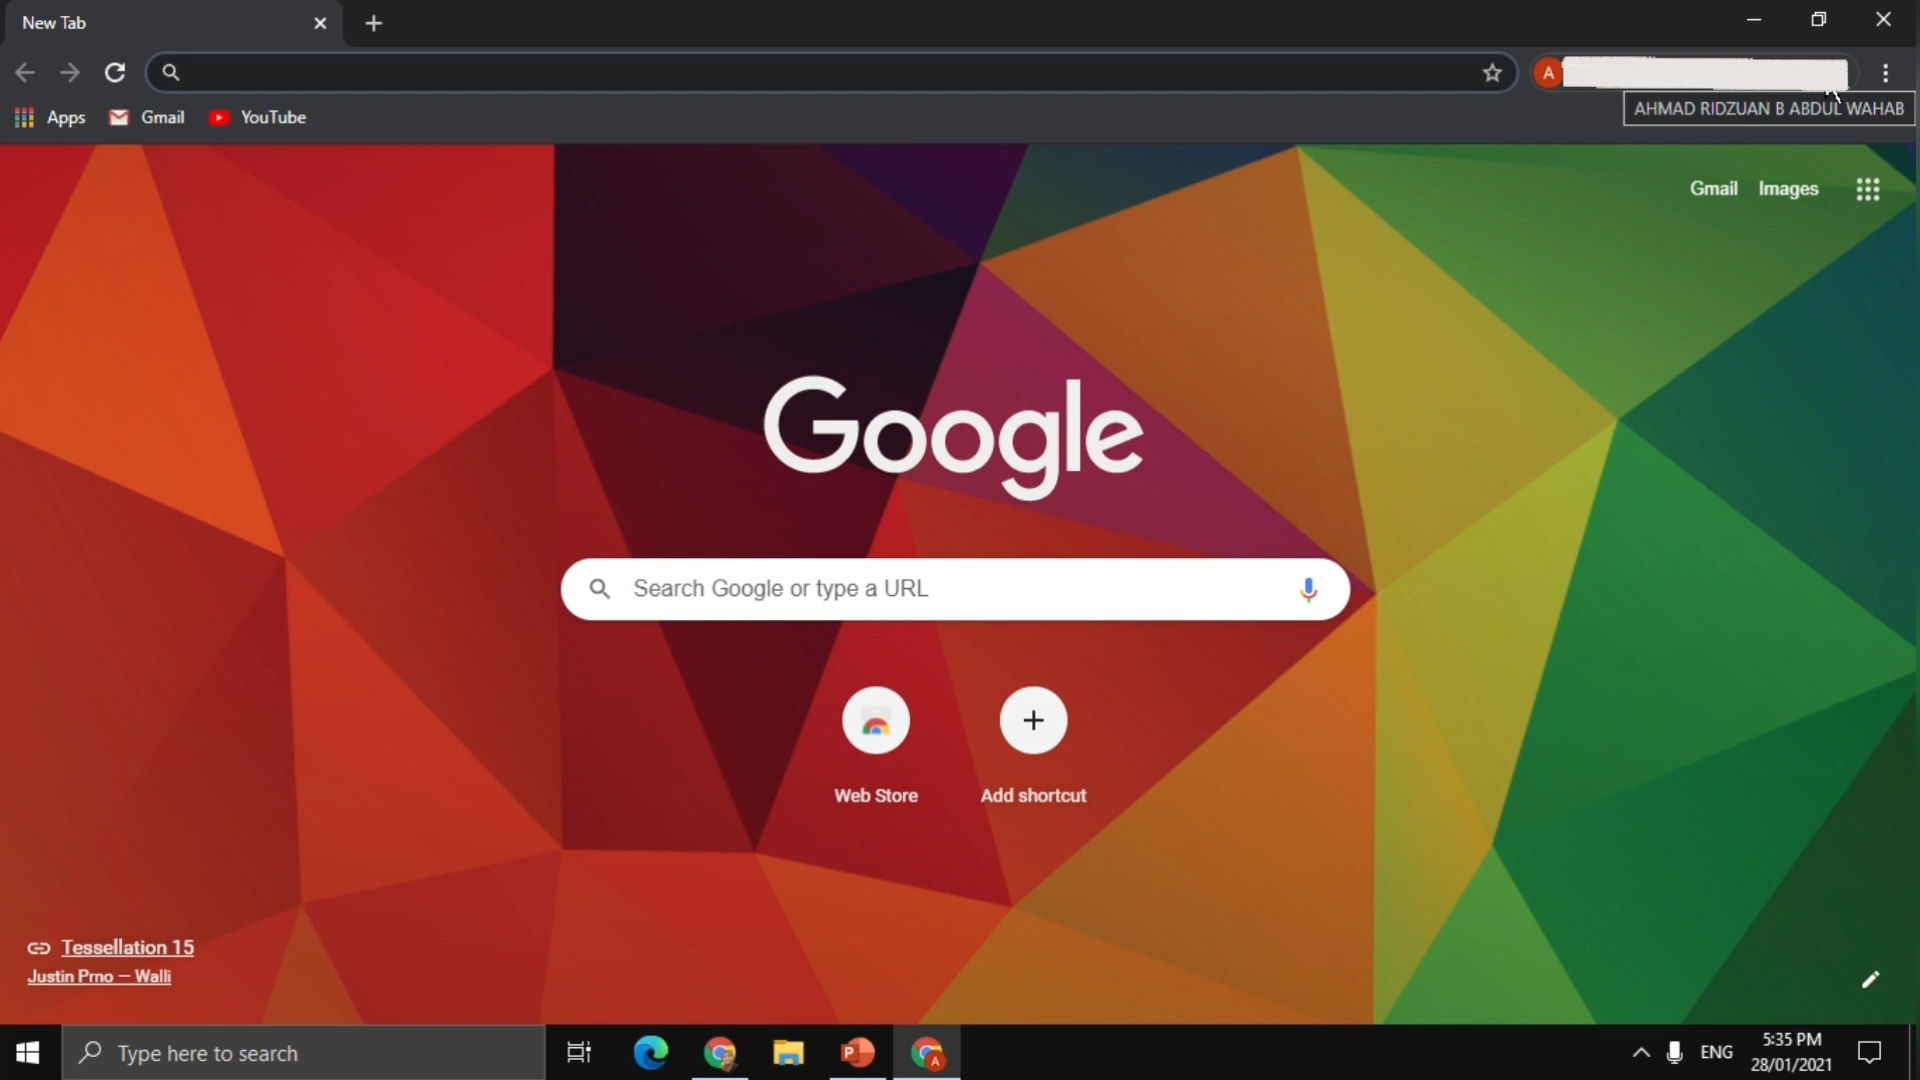 New Tab
A
AHMAD RIDZUAN B ABDUL WAHAB
Apps
Gmail
YouTube
Gmail
Images
Google
Search Google or type a URL
Web Store
Add shortcut
Tessellation 15
Justin Prno — Walli
Type here to search
P
A
ENG
5:35 PM
28/01/2021